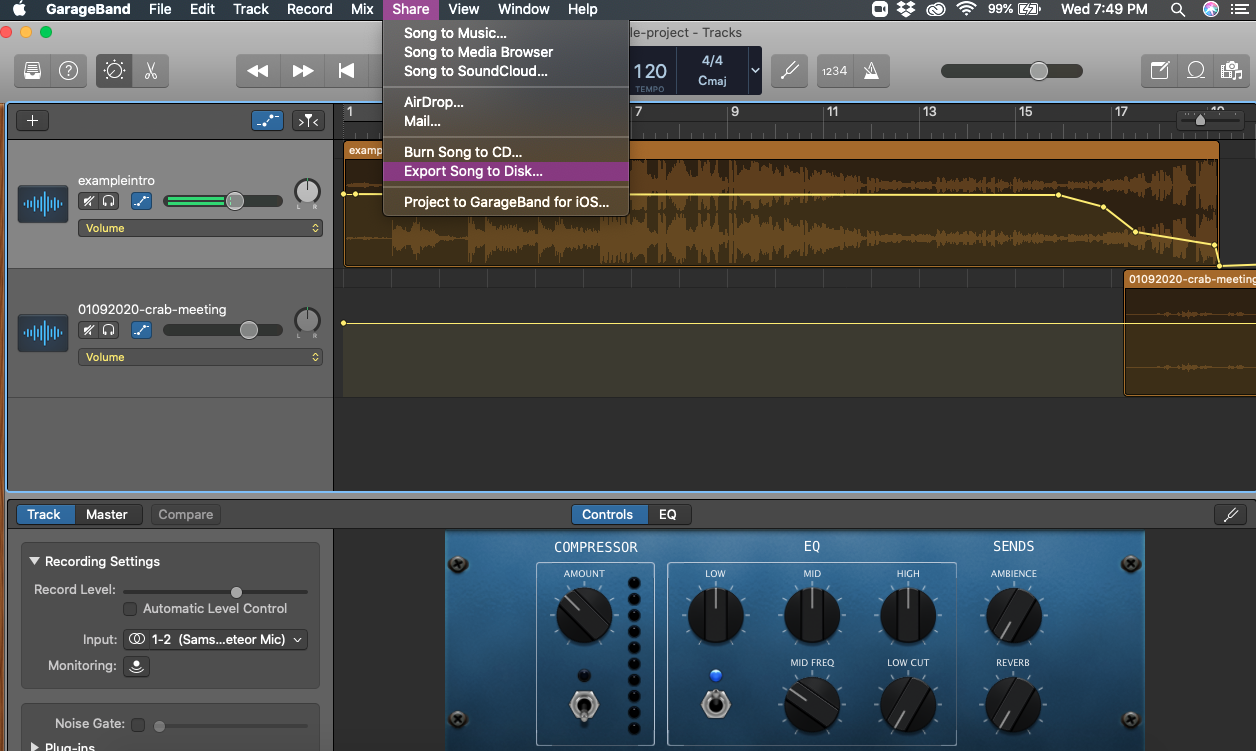 GarageBand File Edit Track Record Mix Share View Window Help 99% Wed 7:49 PM
Song to Music...
Song to Media Browser
Song to SoundCloud...
AirDrop...
Mail...
Burn Song to CD...
Export Song to Disk...
Project to GarageBand for iOS...
le-project - Tracks
120
TEMPO
4/4
Cmaj
1234
1 7 9 11 13 15 17
examp
exampleintro
L R
Volume
01092020-crab-meeting
01092020-crab-meeting
L R
Volume
Track Master Compare Controls EQ
Recording Settings
Record Level:
Automatic Level Control
Input: 1-2 (Sams...eteor Mic)
Monitoring:
Noise Gate:
Plug-ins
COMPRESSOR EQ SENDS
AMOUNT LOW MID HIGH AMBIENCE
MID FREQ LOW CUT REVERB